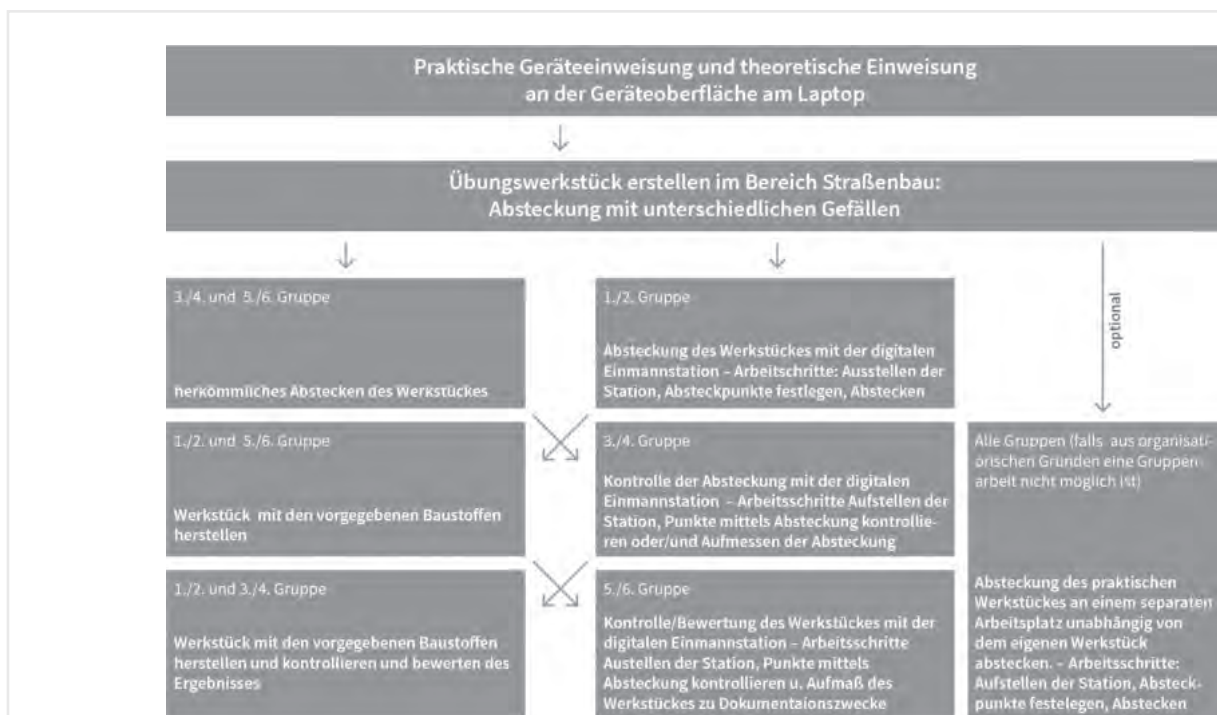 Praktische Geräteeinweisung und theoretische Einweisung
an der Geräteoberfläche am Laptop
Übungswerkstück erstellen im Bereich Straßenbau:
Absteckung mit unterschiedlichen Gefällen
3./4. und 5./6. Gruppe
herkömmliches Abstecken des Werkstückes
1./2. Gruppe
Absteckung des Werkstückes mit der digitalen
Einmannstation – Arbeitschritte: Ausstellen der
Station, Absteckpunkte festlegen, Abstecken
optional
1./2. und 5./6. Gruppe
Werkstück mit den vorgegebenen Baustoffen
herstellen
3./4. Gruppe
Kontrolle der Absteckung mit der digitalen
Einmannstation – Arbeitsschritte Aufstellen der
Station, Punkte mittels Absteckung kontrollie-
ren oder/und Aufmessen der Absteckung
1./2. und 3./4. Gruppe
Werkstück mit den vorgegebenen Baustoffen
herstellen und kontrollieren und bewerten des
Ergebnisses
5./6. Gruppe
Kontrolle/Bewertung des Werkstückes mit der
digitalen Einmannstation – Arbeitsschritte
Austellen der Station, Punkte mittels
Absteckung kontrollieren u. Aufmaß des
Werkstückes zu Dokumentaionszwecke
Alle Gruppen (falls aus organisati-
orischen Gründen eine Gruppen
arbeit nicht möglich ist)
Absteckung des praktischen
Werkstückes an einem separaten
Arbeitsplatz unabhängig von
dem eigenen Werkstück
abstecken. – Arbeitsschritte:
Aufstellen der Station, Absteck-
punkte festelegen, Abstecken